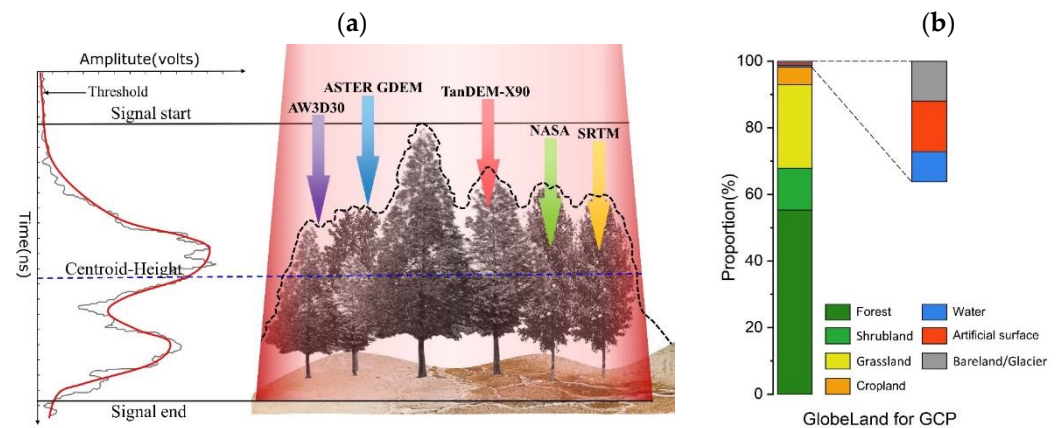 (a)
(b)
Amplitute(volts)
Threshold
Signal start
Time(ns)
Centroid-Height
Signal end
AW3D30
ASTER GDEM
TanDEM-X90
NASA
SRTM
Proportion(%)
100
80
60
40
20
0
Forest
Shrubland
Grassland
Cropland
Water
Artificial surface
Bareland/Glacier
GlobeLand for GCP